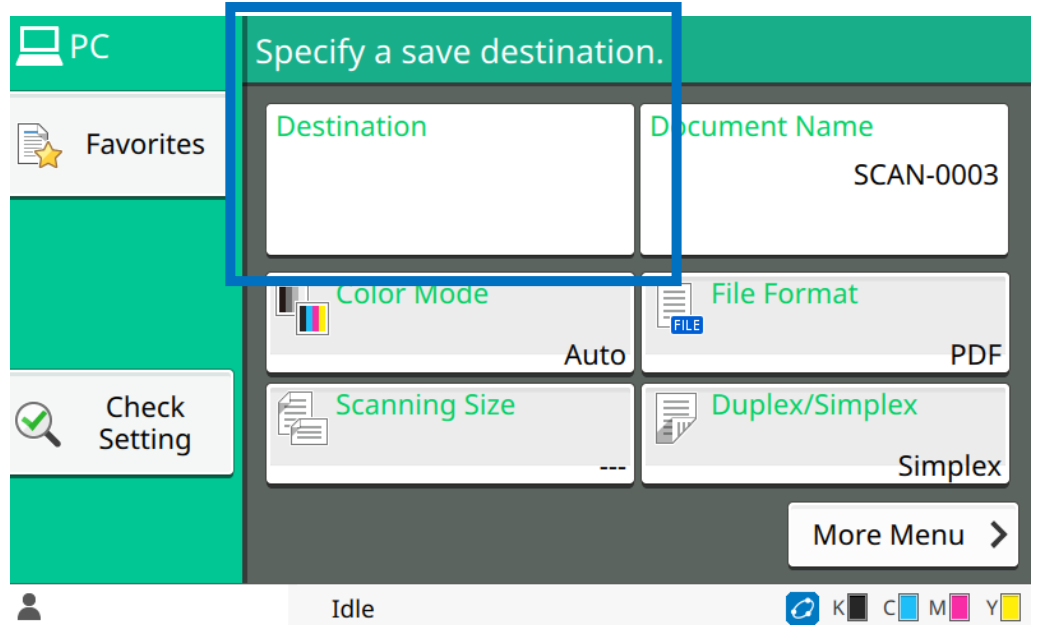 PC
Specify a save destination.
Favorites
Destination
Document Name
SCAN-0003
Color Mode
Auto
FILE
File Format
PDF
Check
Setting
Scanning Size
---
Duplex/Simplex
Simplex
More Menu
Idle
K C M Y